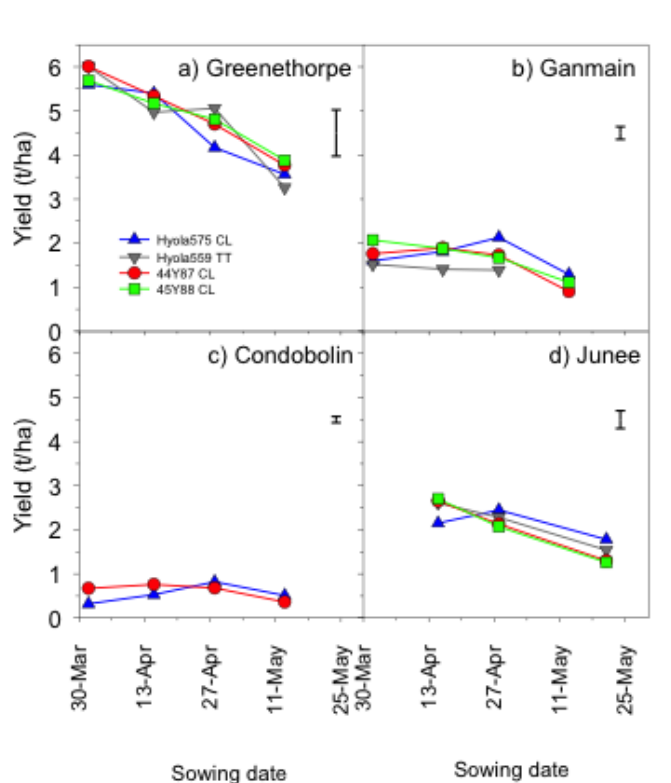 a) Greenethorpe
b) Ganmain
Yield (t/ha)
6
5
4
3
2
1
0
Hyola575 CL
Hyola559 TT
44Y87 CL
45Y88 CL
c) Condobolin
d) Junee
Yield (t/ha)
6
5
4
3
2
1
0
30-Mar
13-Apr
27-Apr
11-May
25-May
30-Mar
13-Apr
27-Apr
11-May
25-May
Sowing date
Sowing date